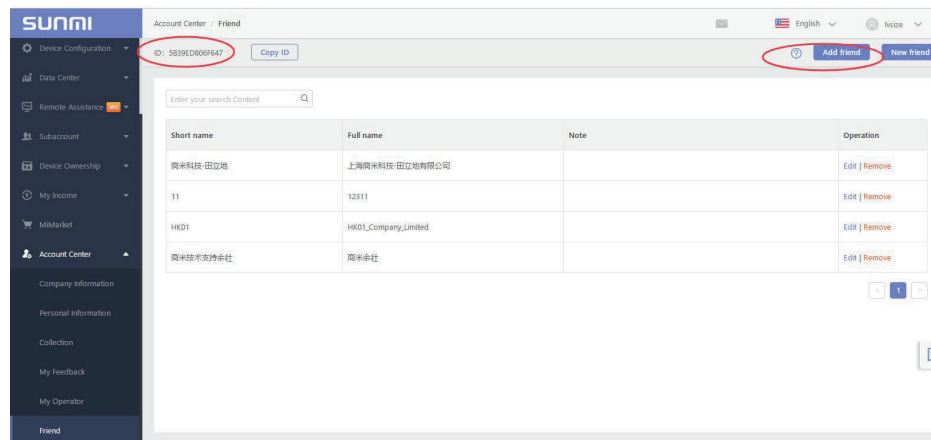 SUNMI
Account Center / Friend
English
lvsize
Device Configuration
Data Center
Remote Assistance VAS
Subaccount
Device Ownership
My Income
MiMarket
Account Center
Company Information
Personal Information
Collection
My Feedback
My Operator
Friend
ID: 5B39ED806F647 Copy ID
Add friend New friend
Enter your search Content
Short name Full name Note Operation
商米科技-田立地 上海商米科技-田立地有限公司 Edit | Remove
11 12311 Edit | Remove
HK01 HK01_Company_Limited Edit | Remove
商米技术支持余社 商米余社 Edit | Remove
< 1 >